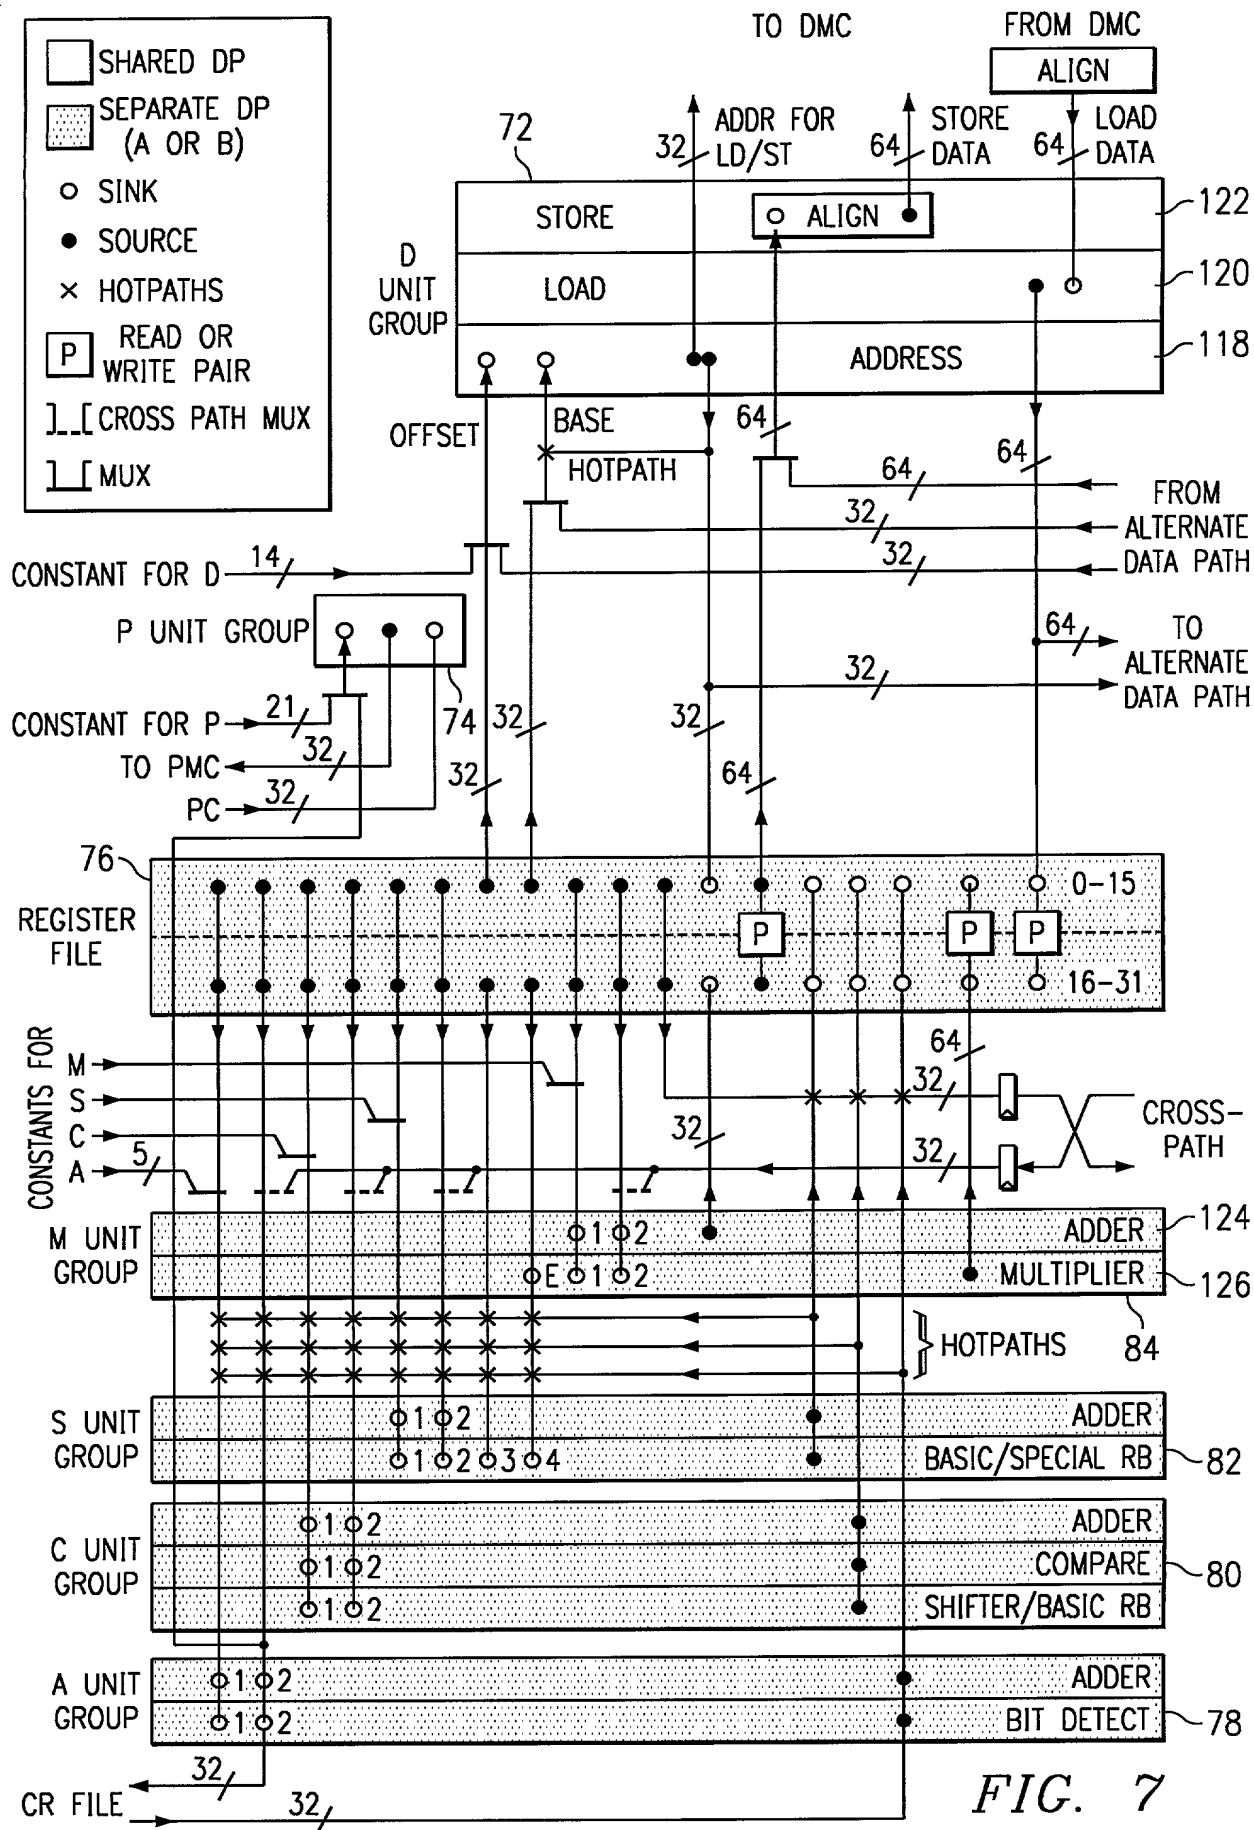 TO DMC
FROM DMC
ALIGN
SHARED DP
SEPARATE DP
(A OR B)
SINK
SOURCE
HOTPATHS
P
READ OR
WRITE PAIR
CROSS PATH MUX
MUX
72
32
ADDR FOR
LD/ST
64
STORE
DATA
64
LOAD
DATA
D
UNIT
GROUP
STORE
ALIGN
122
LOAD
120
ADDRESS
118
OFFSET
BASE
HOTPATH
64
64
64
32
32
FROM
ALTERNATE
DATA PATH
CONSTANT FOR D
14
P UNIT GROUP
74
64
32
TO
ALTERNATE
DATA PATH
CONSTANT FOR P
21
TO PMC
32
PC
32
32
32
32
64
76
REGISTER
FILE
0-15
P
P
P
16-31
CONSTANTS FOR
M
S
C
A
5
64
32
32
32
CROSS-
PATH
M UNIT
GROUP
1
2
ADDER
124
E
1
2
MULTIPLIER
126
84
HOTPATHS
S UNIT
GROUP
1
2
ADDER
1
2
3
4
BASIC/SPECIAL RB
82
C UNIT
GROUP
1
2
ADDER
1
2
COMPARE
80
1
2
SHIFTER/BASIC RB
A UNIT
GROUP
1
2
ADDER
1
2
BIT DETECT
78
CR FILE
32
32
FIG. 7